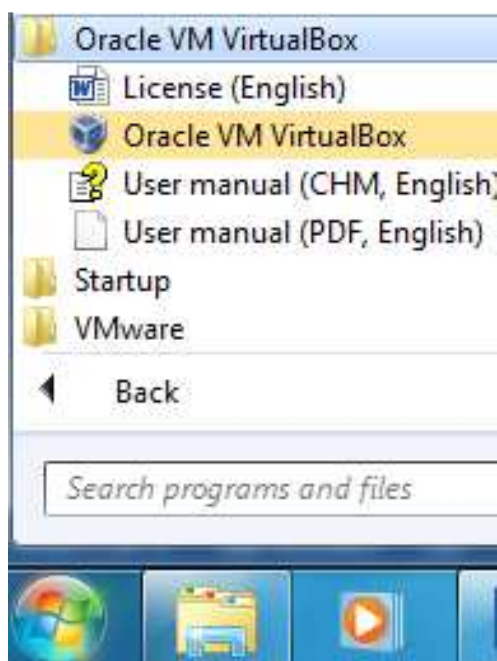 Oracle VM VirtualBox
License (English)
Oracle VM VirtualBox
User manual (CHM, English)
User manual (PDF, English)
Startup
VMware
Back
Search programs and files